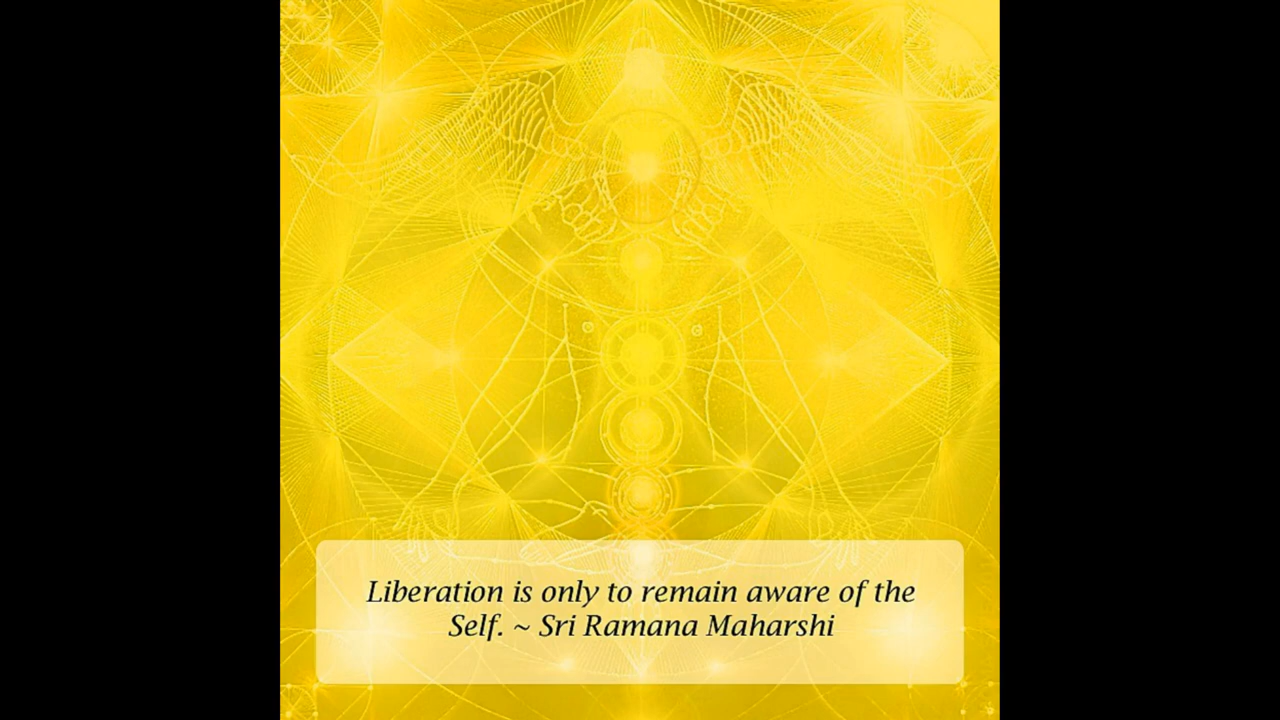 Liberation is only to remain aware of the
Self. ~ Sri Ramana Maharshi